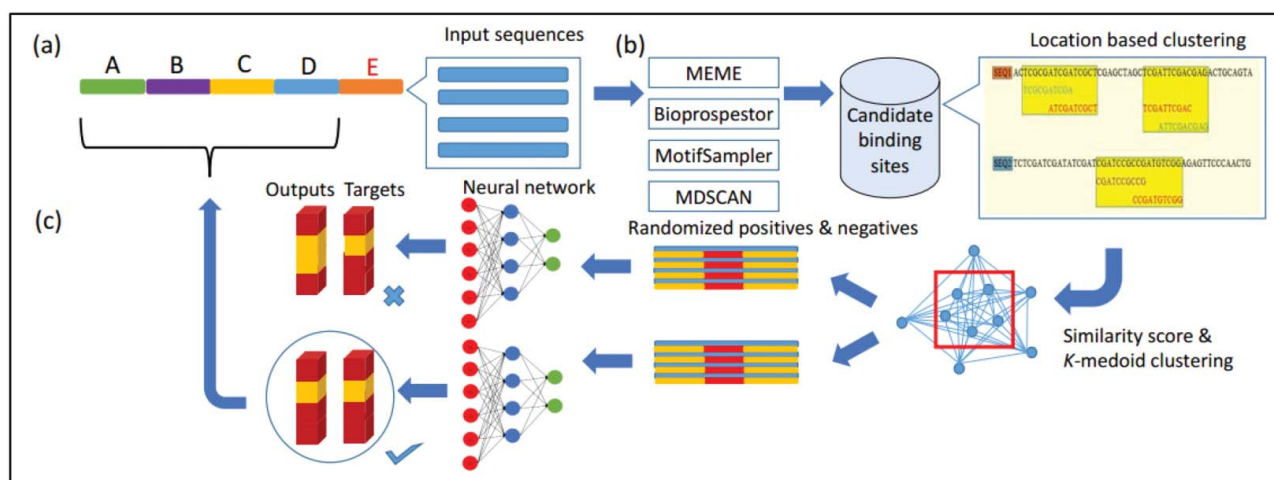 (a)
A B C D E
Input sequences
(b)
MEME
Bioprospestor
MotifSampler
MDSCAN
Candidate
binding
sites
Location based clustering
SEQ1 ACTCGCGATCGATCGCTCGAGCTAGCTCGATTCGACGAGACTGCAGTA
TCGCGATCGA
ATCGATCGCT TCGATTCGAC
ATTCGACGAG
SEQ2 TCTCGATCGATATCGATCGATCCGCCGATGTCGGAGAGTTCCCAACTG
CGATCCGCCG
CCGATGTCGG
(c)
Outputs Targets
Neural network
Randomized positives & negatives
Similarity score &
K-medoid clustering